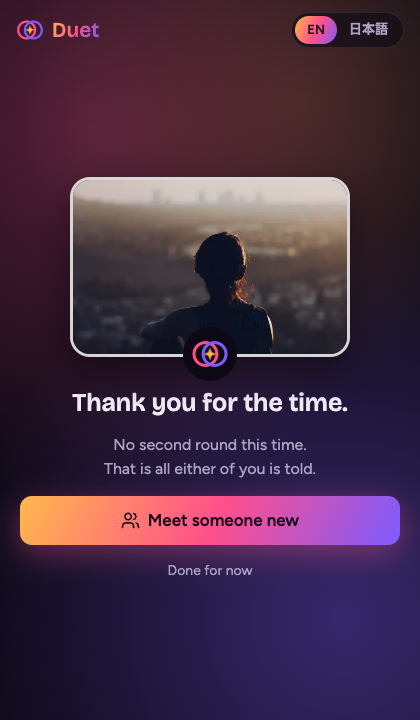 Duet
EN
日本語
Thank you for the time.
No second round this time.
That is all either of you is told.
Meet someone new
Done for now